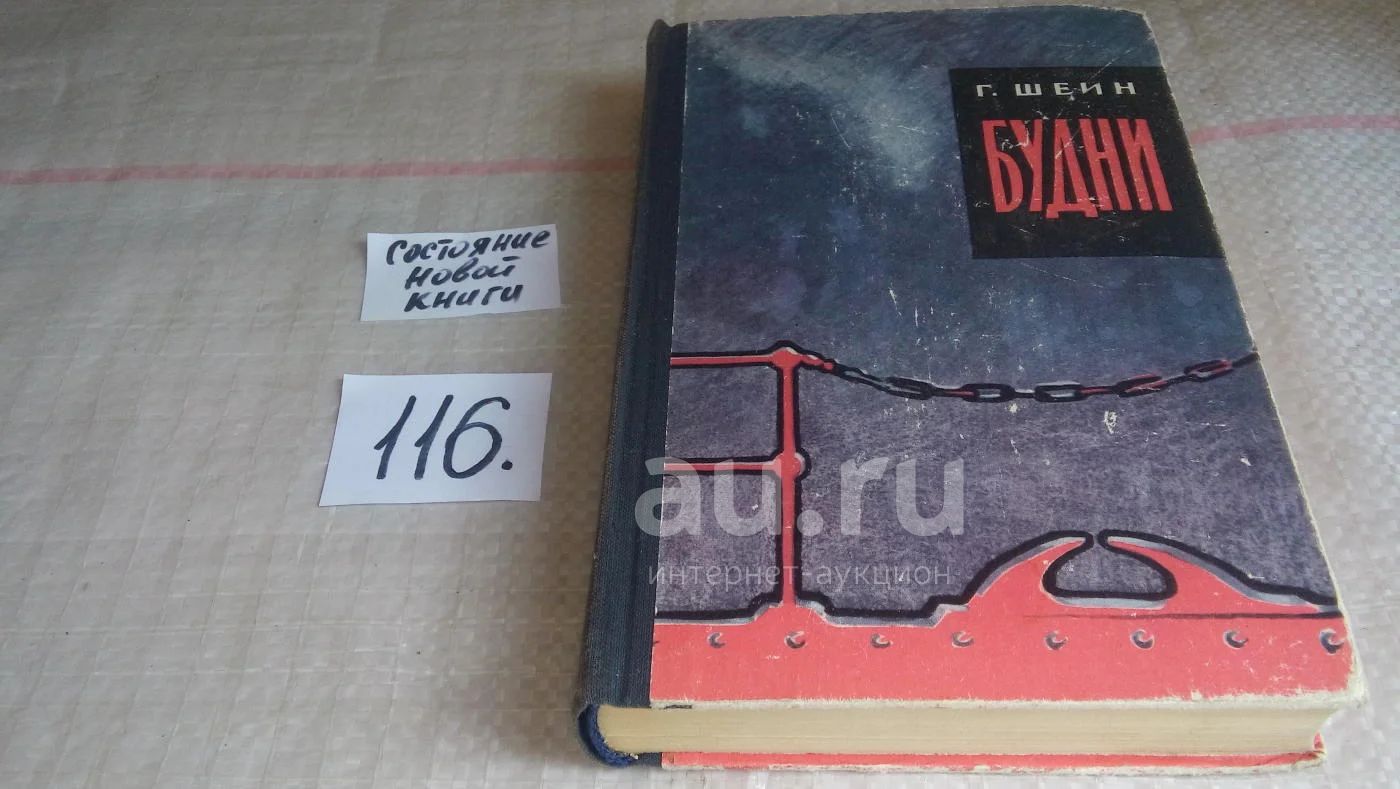 Г. ШЕИН
БУДНИ
Состояние
новой
книги
116.
au.ru
интернет-аукцион